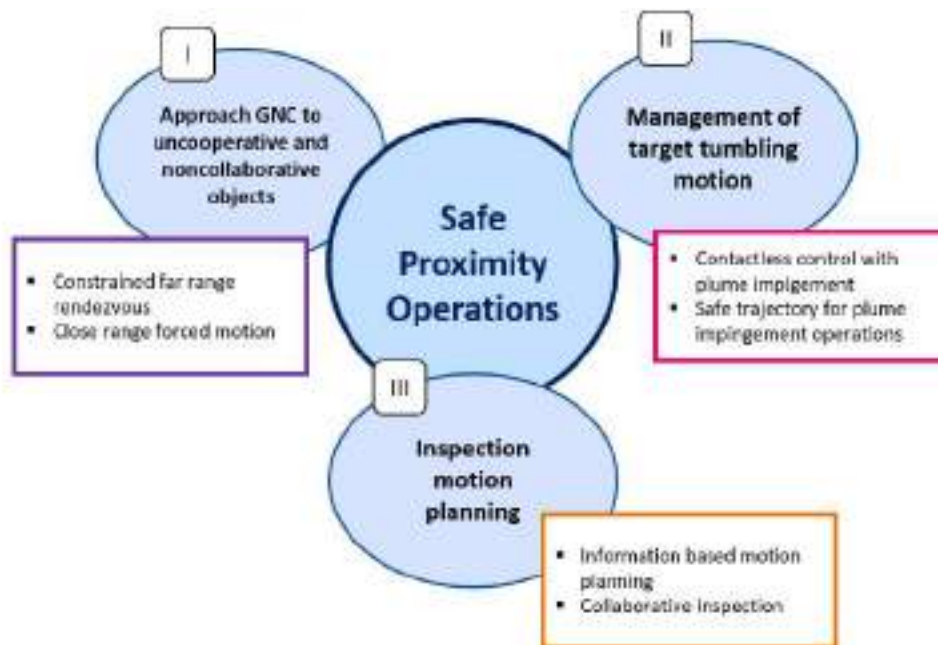 I
Approach GNC to
uncooperative and
noncollaborative
objects
II
Management of
target tumbling
motion
Safe
Proximity
Operations
▪ Constrained far range
rendezvous
▪ Close range forced motion
▪ Contactless control with
plume impigement
▪ Safe trajectory for plume
impingement operations
III
Inspection
motion
planning
▪ Information based motion
planning
▪ Collaborative inspection